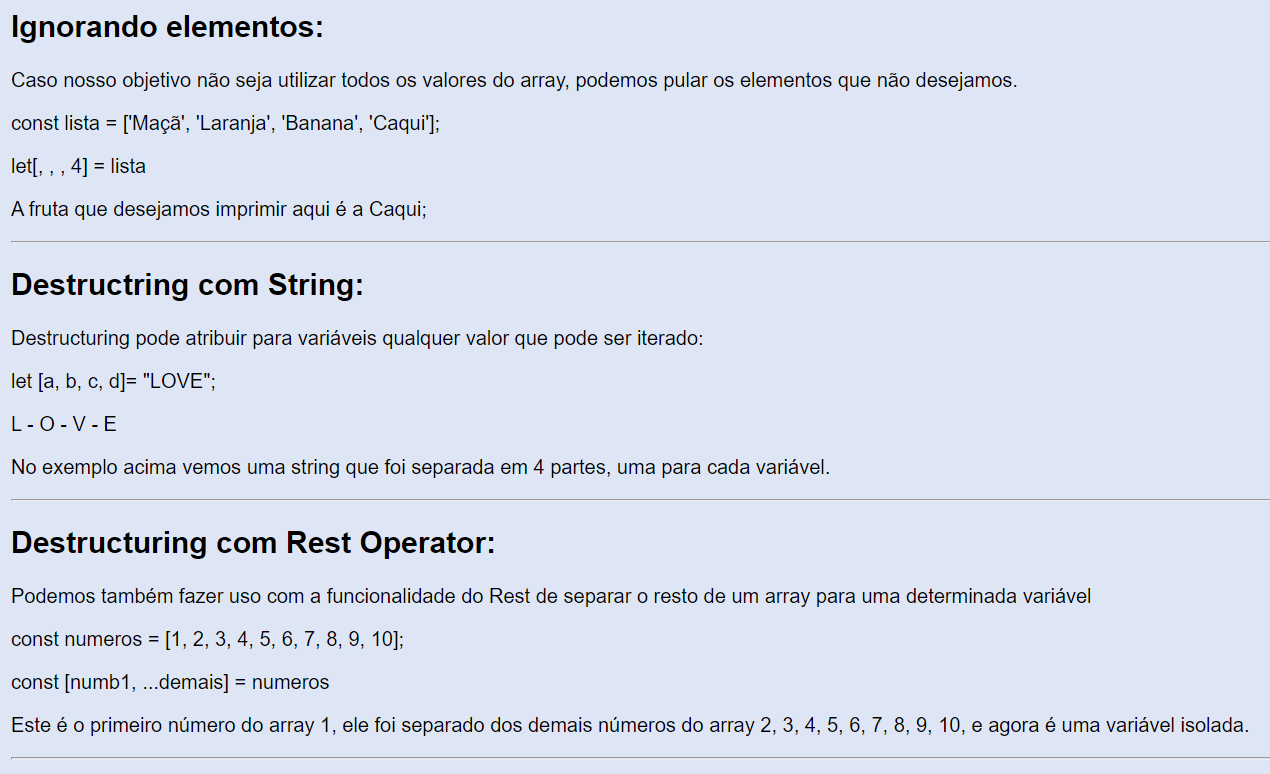 Ignorando elementos:
Caso nosso objetivo não seja utilizar todos os valores do array, podemos pular os elementos que não desejamos.
const lista = ['Maçã', 'Laranja', 'Banana', 'Caqui'];
let[, , , 4] = lista
A fruta que desejamos imprimir aqui é a Caqui;
Destructring com String:
Destructuring pode atribuir para variáveis qualquer valor que pode ser iterado:
let [a, b, c, d]= "LOVE";
L - O - V - E
No exemplo acima vemos uma string que foi separada em 4 partes, uma para cada variável.
Destructuring com Rest Operator:
Podemos também fazer uso com a funcionalidade do Rest de separar o resto de um array para uma determinada variável
const numeros = [1, 2, 3, 4, 5, 6, 7, 8, 9, 10];
const [numb1, ...demais] = numeros
Este é o primeiro número do array 1, ele foi separado dos demais números do array 2, 3, 4, 5, 6, 7, 8, 9, 10, e agora é uma variável isolada.